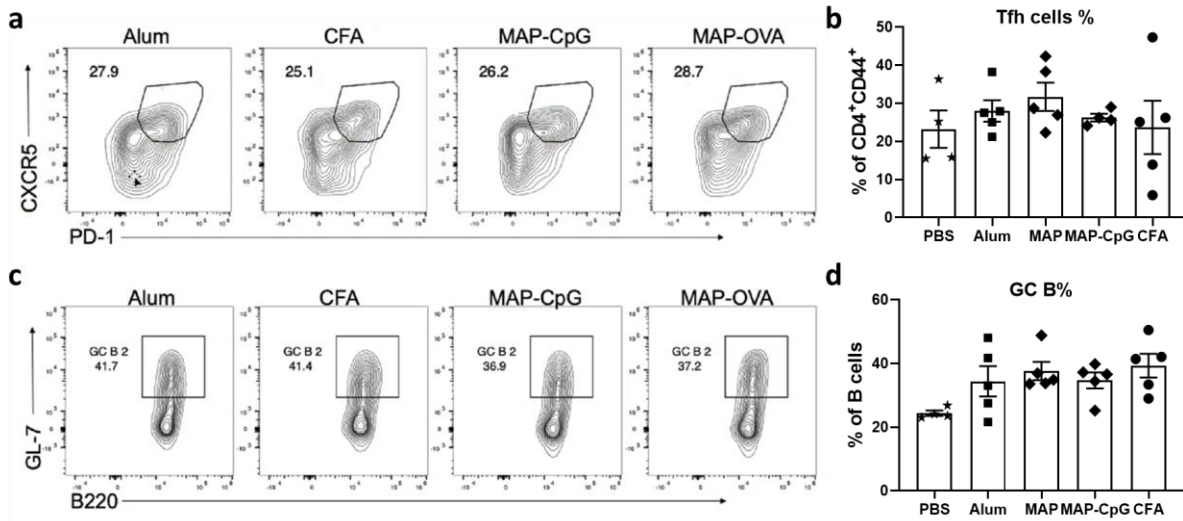 a
Alum CFA MAP-CpG MAP-OVA
27.9 25.1 26.2 28.7
CXCR5
PD-1
b
Tfh cells %
% of CD4+CD44+
50
40
30
20
10
0
PBS Alum MAP MAP-CpG CFA
c
Alum CFA MAP-CpG MAP-OVA
GC B 2 GC B 2 GC B 2 GC B 2
41.7 41.4 36.9 37.2
GL-7
B220
d
GC B%
% of B cells
60
40
20
0
PBS Alum MAP MAP-CpG CFA